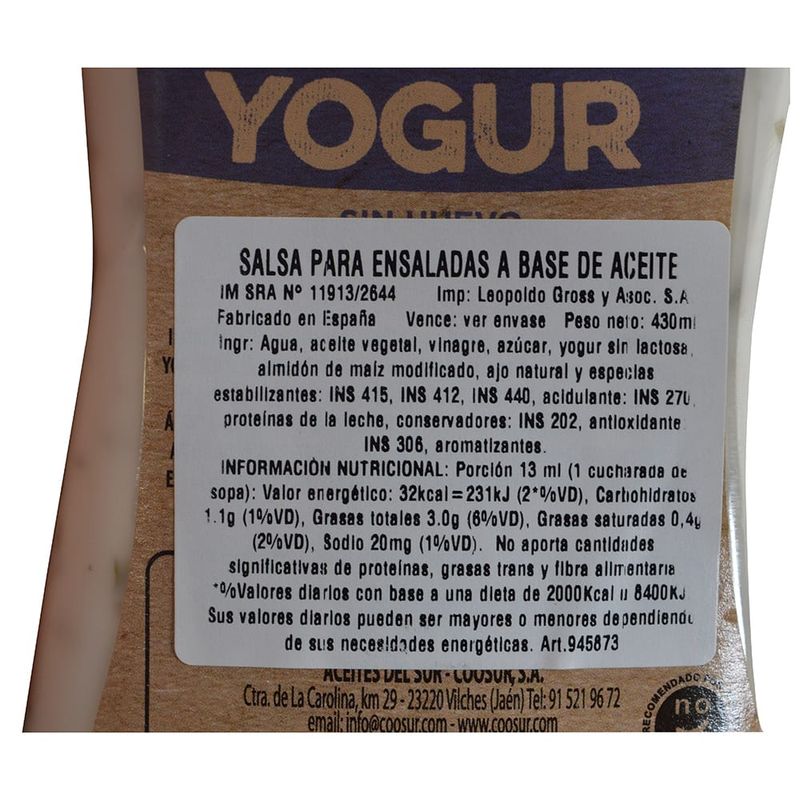 YOGUR
SIN HUEVO
SALSA PARA ENSALADAS A BASE DE ACEITE
IM SRA Nº 11913/2644 Imp: Leopoldo Gross y Asoc. S.A
Fabricado en España Vence: ver envase Peso neto: 430ml
Ingr: Agua, aceite vegetal, vinagre, azúcar, yogur sin lactosa,
almidón de maíz modificado, ajo natural y especias
estabilizantes: INS 415, INS 412, INS 440, acidulante: INS 270,
proteínas de la leche, conservadores: INS 202, antioxidante
INS 306, aromatizantes.
INFORMACIÒN NUTRICIONAL: Porción 13 ml (1 cucharada de
sopa): Valor energético: 32kcal=231kJ (2*%VD), Carbohidratos
1.1g (1%VD), Grasas totales 3.0g (6%VD), Grasas saturadas 0,4g
(2%VD), Sodio 20mg (1%VD). No aporta cantidades
significativas de proteínas, grasas trans y fibra alimentaria
*%Valores diarios con base a una dieta de 2000Kcal u 8400KJ
Sus valores diarios pueden ser mayores o menores dependiendo
de sus necesidades energéticas. Art.945873
ACEITES DEL SUR - COOSUR, S.A.
Ctra. de La Carolina, km 29 - 23220 Vilches (Jaén) Tel: 91 521 96 72
email: info@coosur.com - www.coosur.com
RECOMENDADO POR
no